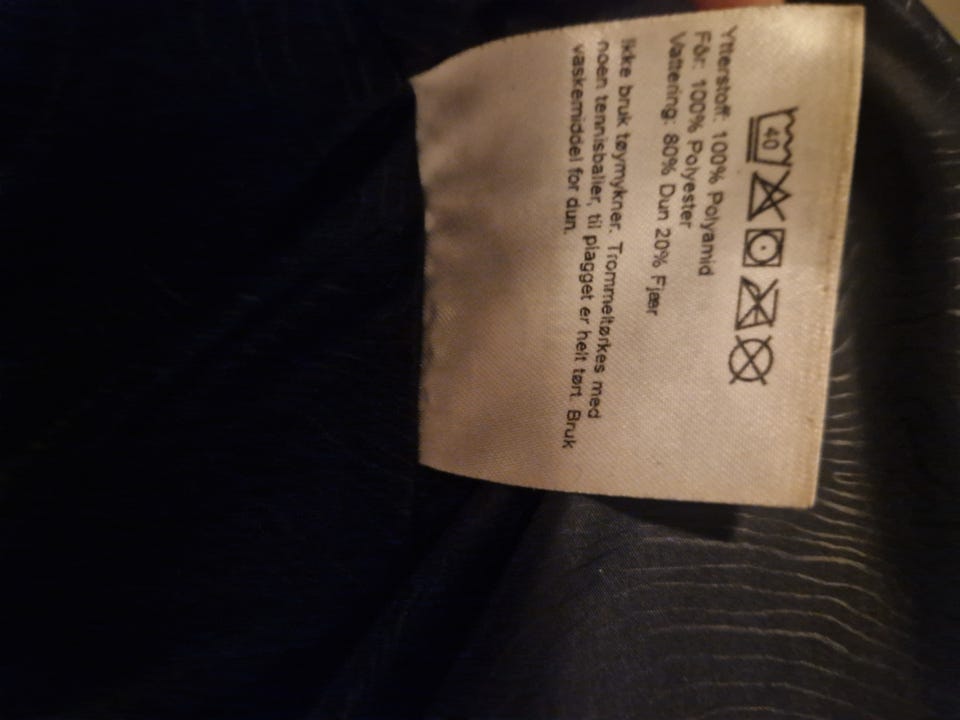 40
Ytterstoff: 100% Polyamid
Fôr: 100% Polyester
Vattering: 80% Dun 20% Fjær
Ikke bruk tøymykner. Trommeltørkes med
noen tennisballer, til plagget er helt tørt. Bruk
vaskemiddel for dun.